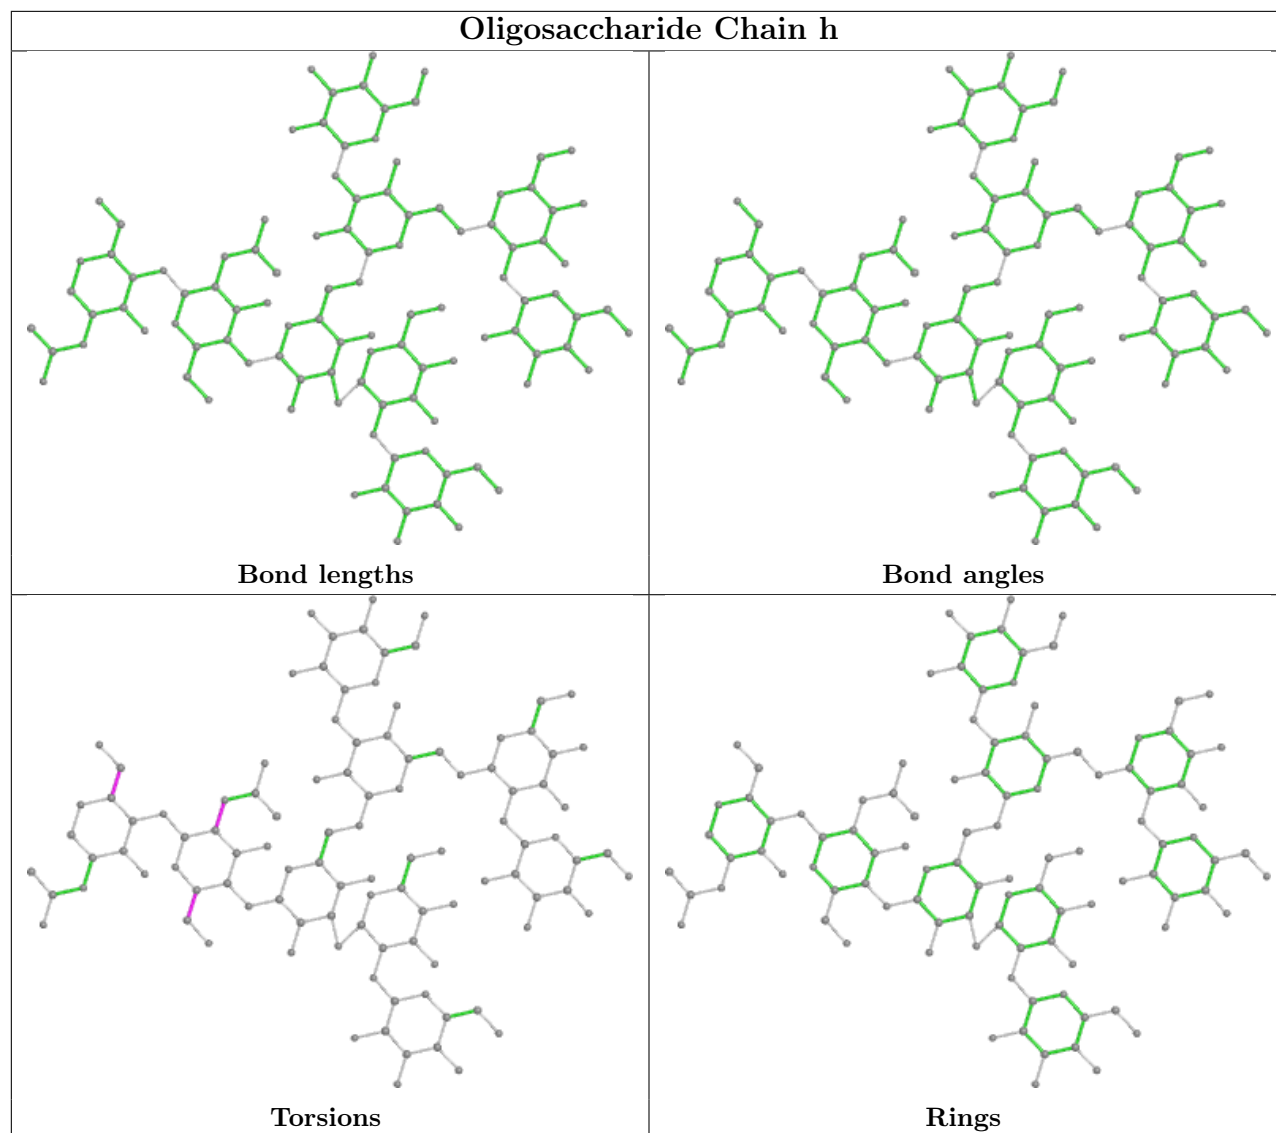 Oligosaccharide Chain h
Bond lengths
Bond angles
Torsions
Rings